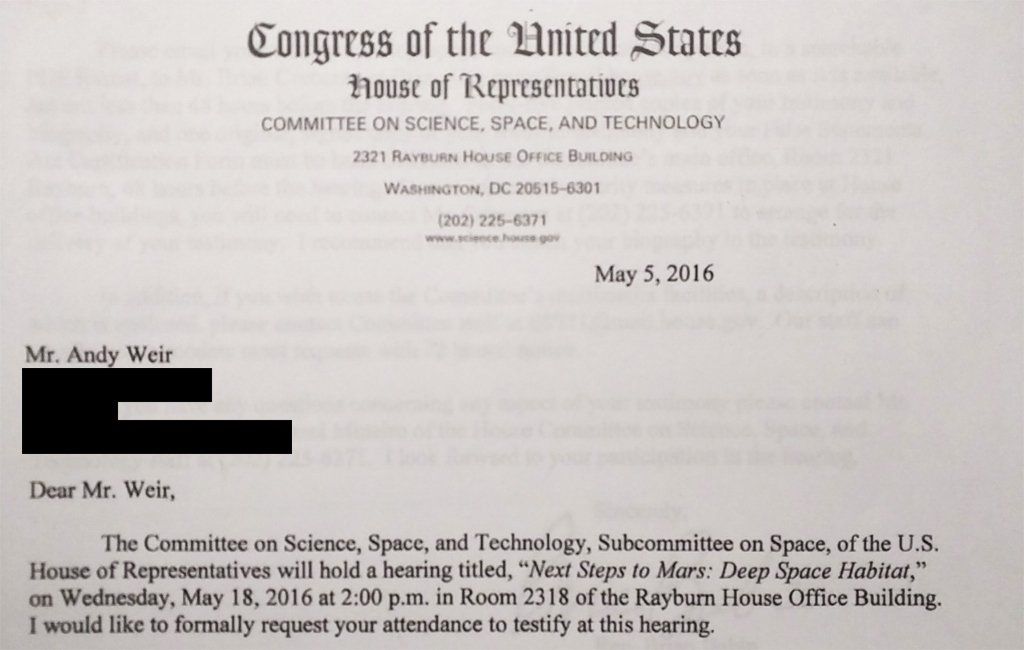 Congress of the United States
House of Representatives
COMMITTEE ON SCIENCE, SPACE, AND TECHNOLOGY
2321 RAYBURN HOUSE OFFICE BUILDING
WASHINGTON, DC 20515–6301
(202) 225–6371
www.science.house.gov
May 5, 2016
Mr. Andy Weir
Dear Mr. Weir,
The Committee on Science, Space, and Technology, Subcommittee on Space, of the U.S.
House of Representatives will hold a hearing titled, “Next Steps to Mars: Deep Space Habitat,”
on Wednesday, May 18, 2016 at 2:00 p.m. in Room 2318 of the Rayburn House Office Building.
I would like to formally request your attendance to testify at this hearing.